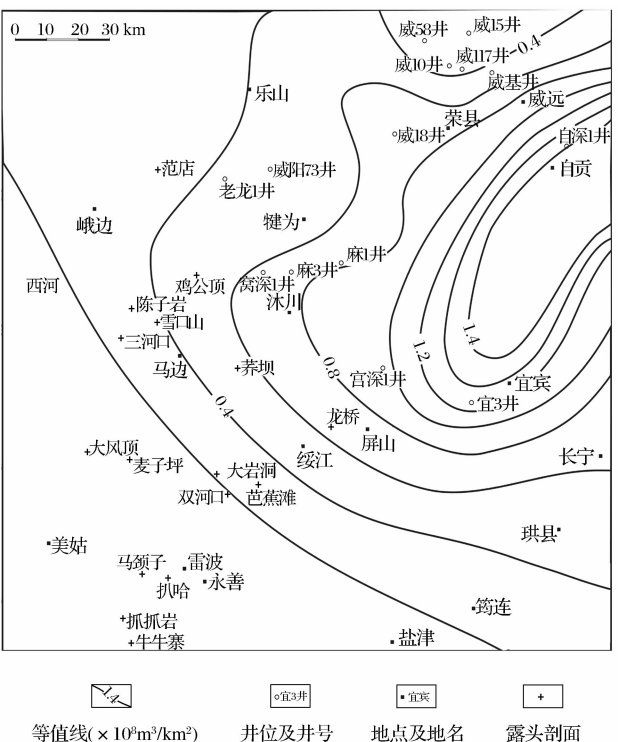 0 10 20 30 km
威58井
威15井
0.4
威10井
威117井
威基井
乐山
威远
荣县
威18井
自深1井
范店
威阳73井
自贡
老龙1井
峨边
犍为
麻1井
西河
鸡公顶
窝深1井
麻3井
沐川
陈子岩
雪口山
三河口
1.4
1.2
马边
荞坝
0.8
宫深1井
宜宾
宜3井
0.4
龙桥
屏山
大风顶
麦子坪
绥江
长宁
大岩洞
双河口
芭蕉滩
珙县
美姑
马颈子
雷波
扒哈
永善
筠连
抓抓岩
牛牛寨
盐津
1.4
宜3井
宜宾
等值线(×10⁸m³/km²)
井位及井号
地点及地名
露头剖面